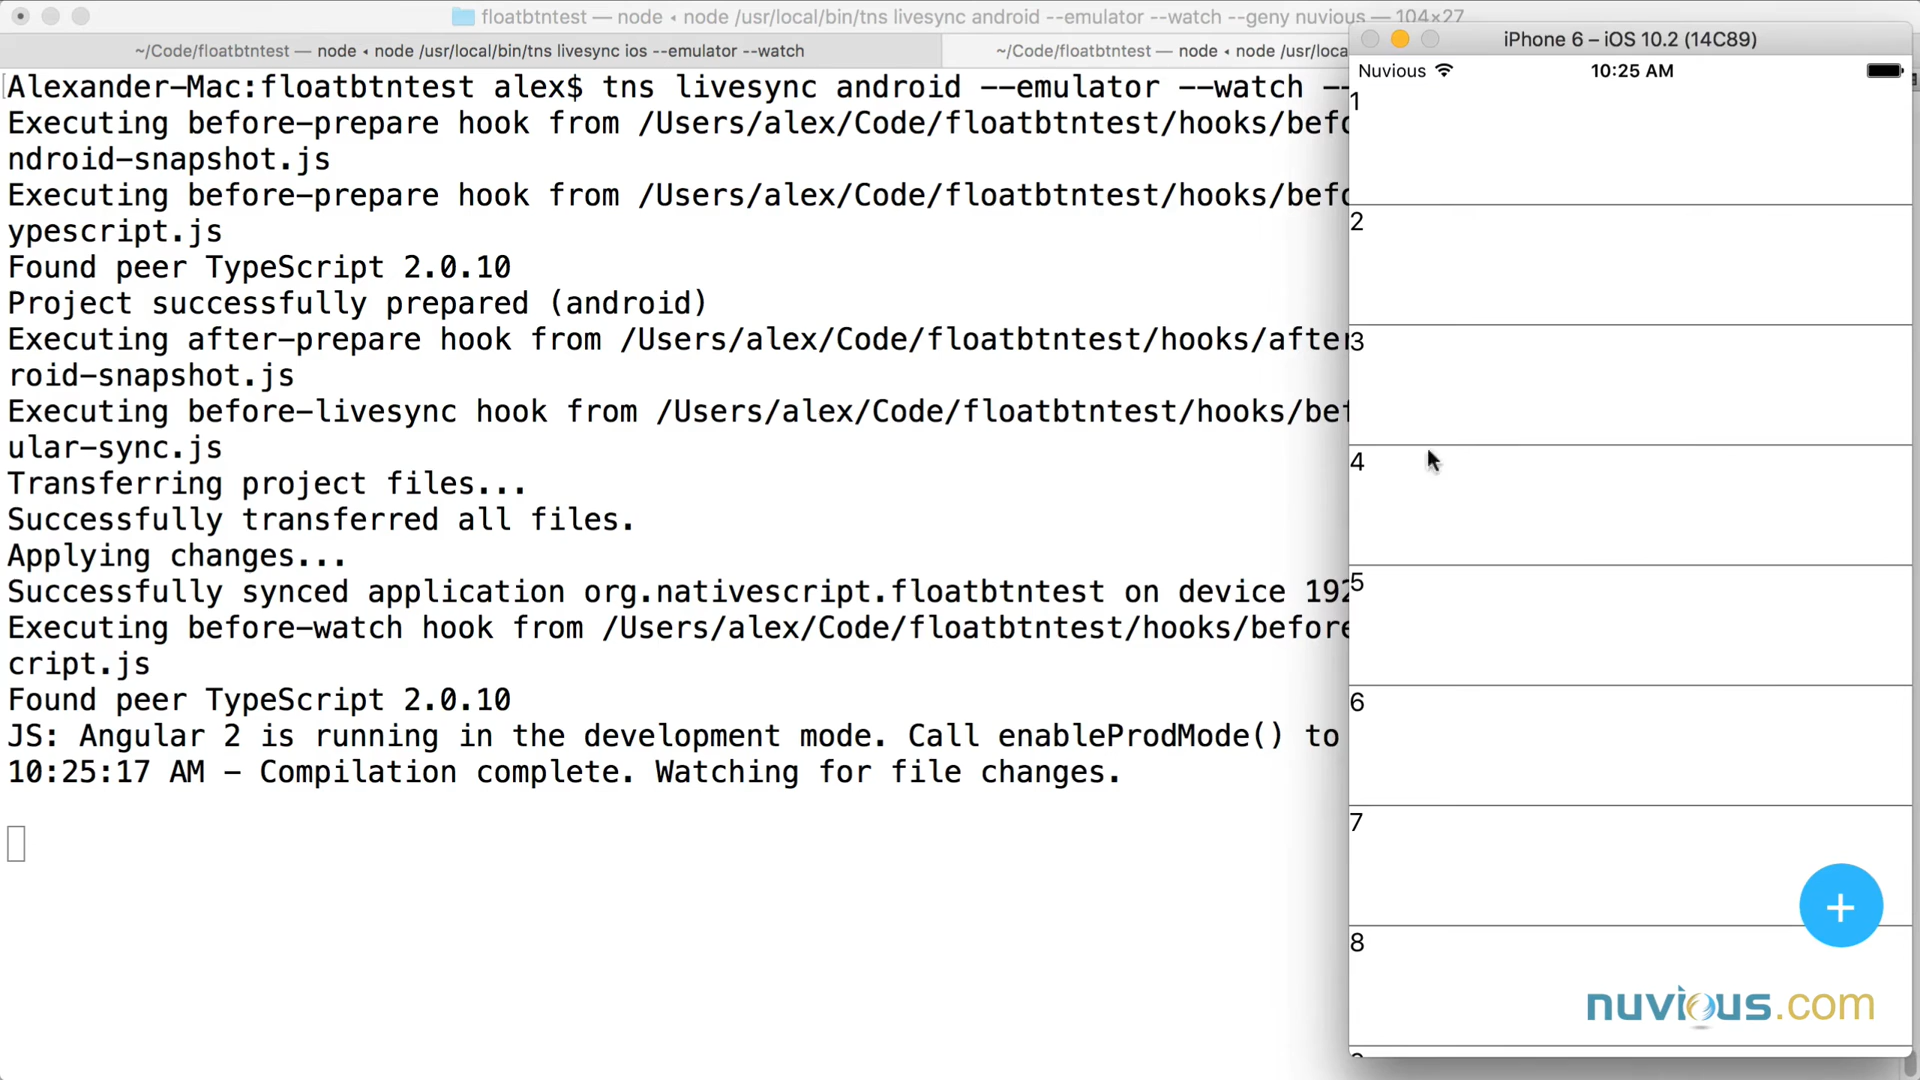 floatbtntest — node ◂ node /usr/local/bin/tns livesync android --emulator --watch --geny nuvious — 104×27
~/Code/floatbtntest — node ◂ node /usr/local/bin/tns livesync ios --emulator --watch
~/Code/floatbtntest — node ◂ node /usr/loca
Alexander-Mac:floatbtntest alex$ tns livesync android --emulator --watch --
Executing before-prepare hook from /Users/alex/Code/floatbtntest/hooks/befo
ndroid-snapshot.js
Executing before-prepare hook from /Users/alex/Code/floatbtntest/hooks/befo
ypescript.js
Found peer TypeScript 2.0.10
Project successfully prepared (android)
Executing after-prepare hook from /Users/alex/Code/floatbtntest/hooks/after
roid-snapshot.js
Executing before-livesync hook from /Users/alex/Code/floatbtntest/hooks/bef
ular-sync.js
Transferring project files...
Successfully transferred all files.
Applying changes...
Successfully synced application org.nativescript.floatbtntest on device 192
Executing before-watch hook from /Users/alex/Code/floatbtntest/hooks/before
cript.js
Found peer TypeScript 2.0.10
JS: Angular 2 is running in the development mode. Call enableProdMode() to
10:25:17 AM - Compilation complete. Watching for file changes.
iPhone 6 – iOS 10.2 (14C89)
Nuvious 10:25 AM
1
2
3
4
5
6
7
+
8
nuvious.com